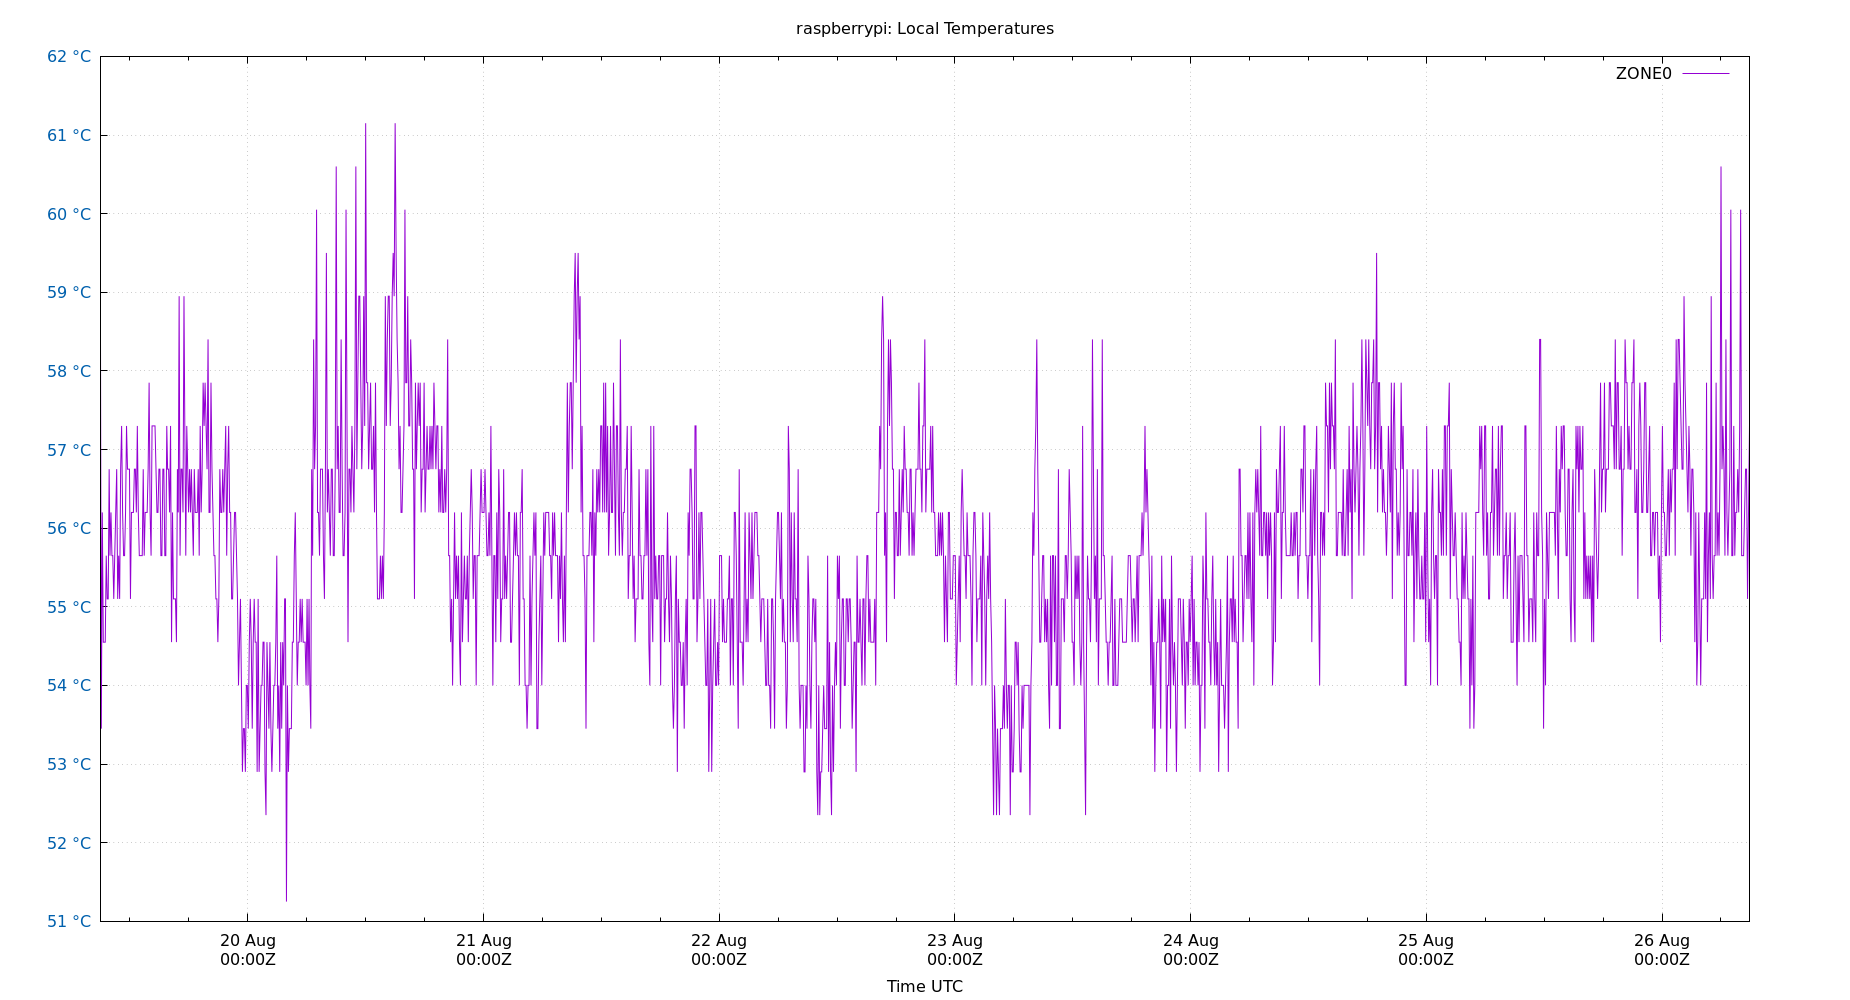 raspberrypi: Local Temperatures
62 °C
ZONE0
61 °C
60 °C
59 °C
58 °C
57 °C
56 °C
55 °C
54 °C
53 °C
52 °C
51 °C
20 Aug 21 Aug 22 Aug 23 Aug 24 Aug 25 Aug 26 Aug
00:00Z 00:00Z 00:00Z 00:00Z 00:00Z 00:00Z 00:00Z
Time UTC